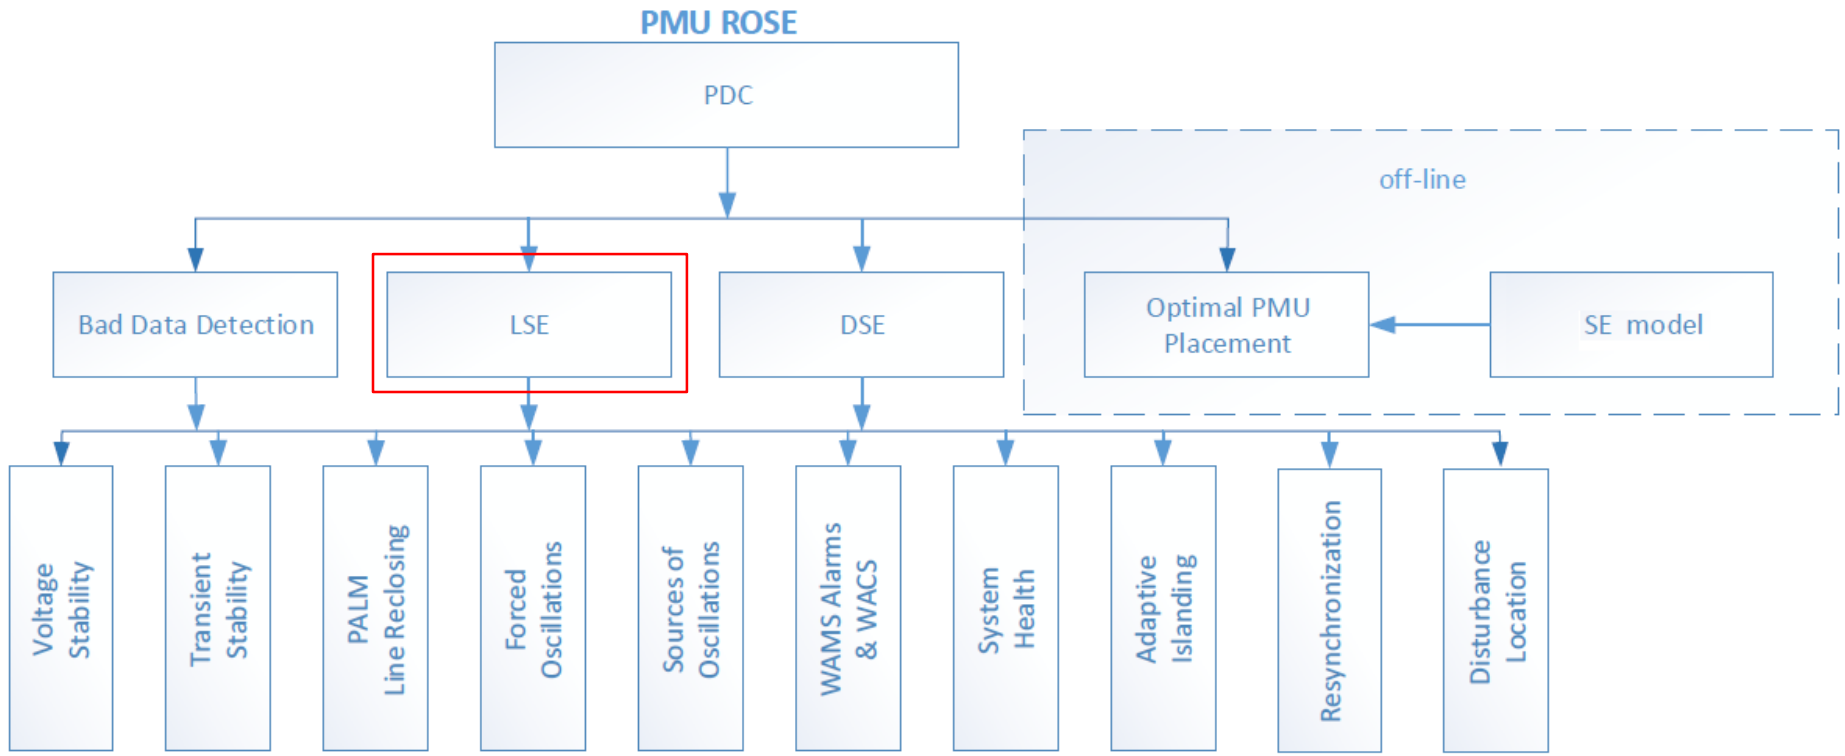 PMU ROSE
PDC
off-line
Bad Data Detection
LSE
DSE
Optimal PMU
Placement
SE model
Voltage
Stability
Transient
Stability
PALM
Line Reclosing
Forced
Oscillations
Sources of
Oscillations
WAMS Alarms
& WACS
System
Health
Adaptive
Islanding
Resynchronization
Disturbance
Location